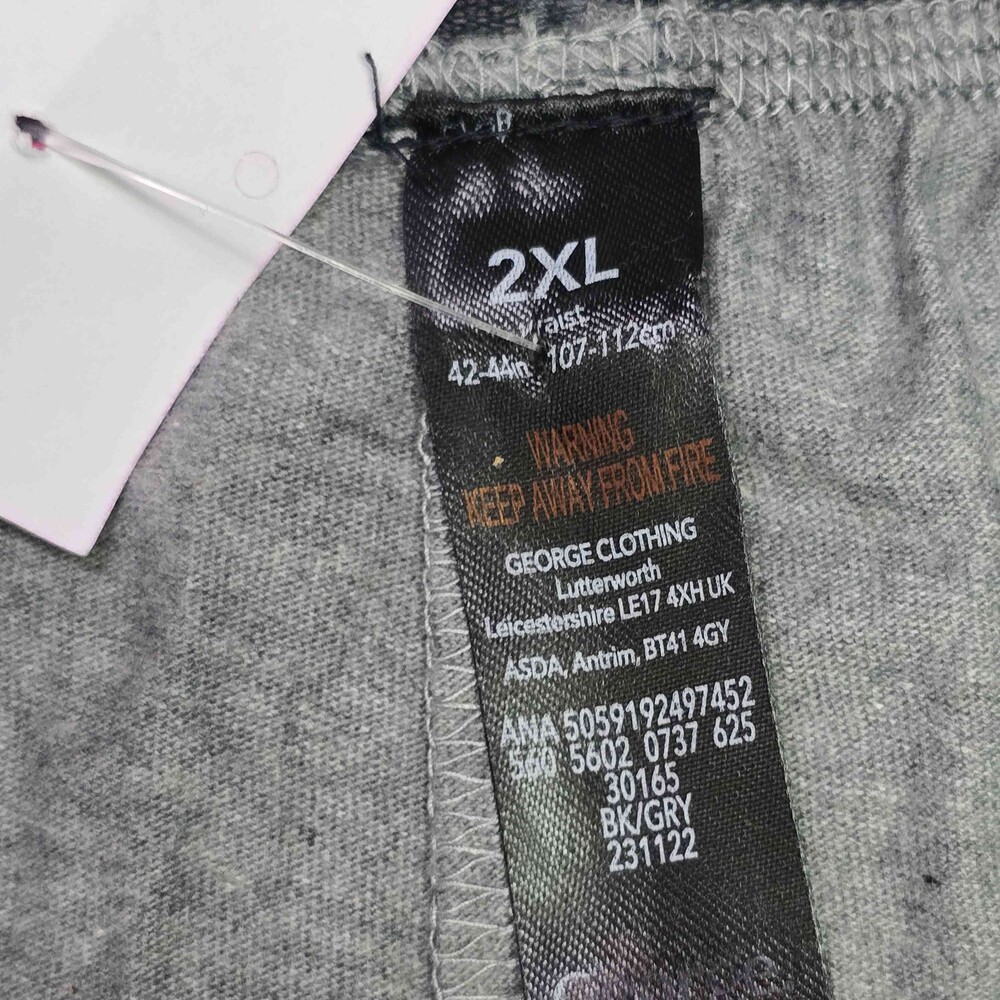 2XL
Waist
42-44in 107-112cm
WARNING
KEEP AWAY FROM FIRE
GEORGE CLOTHING
Lutterworth
Leicestershire LE17 4XH UK
ASDA, Antrim, BT41 4GY
ANA 5059192497452
560 5602 0737 625
30165
BK/GRY
231122